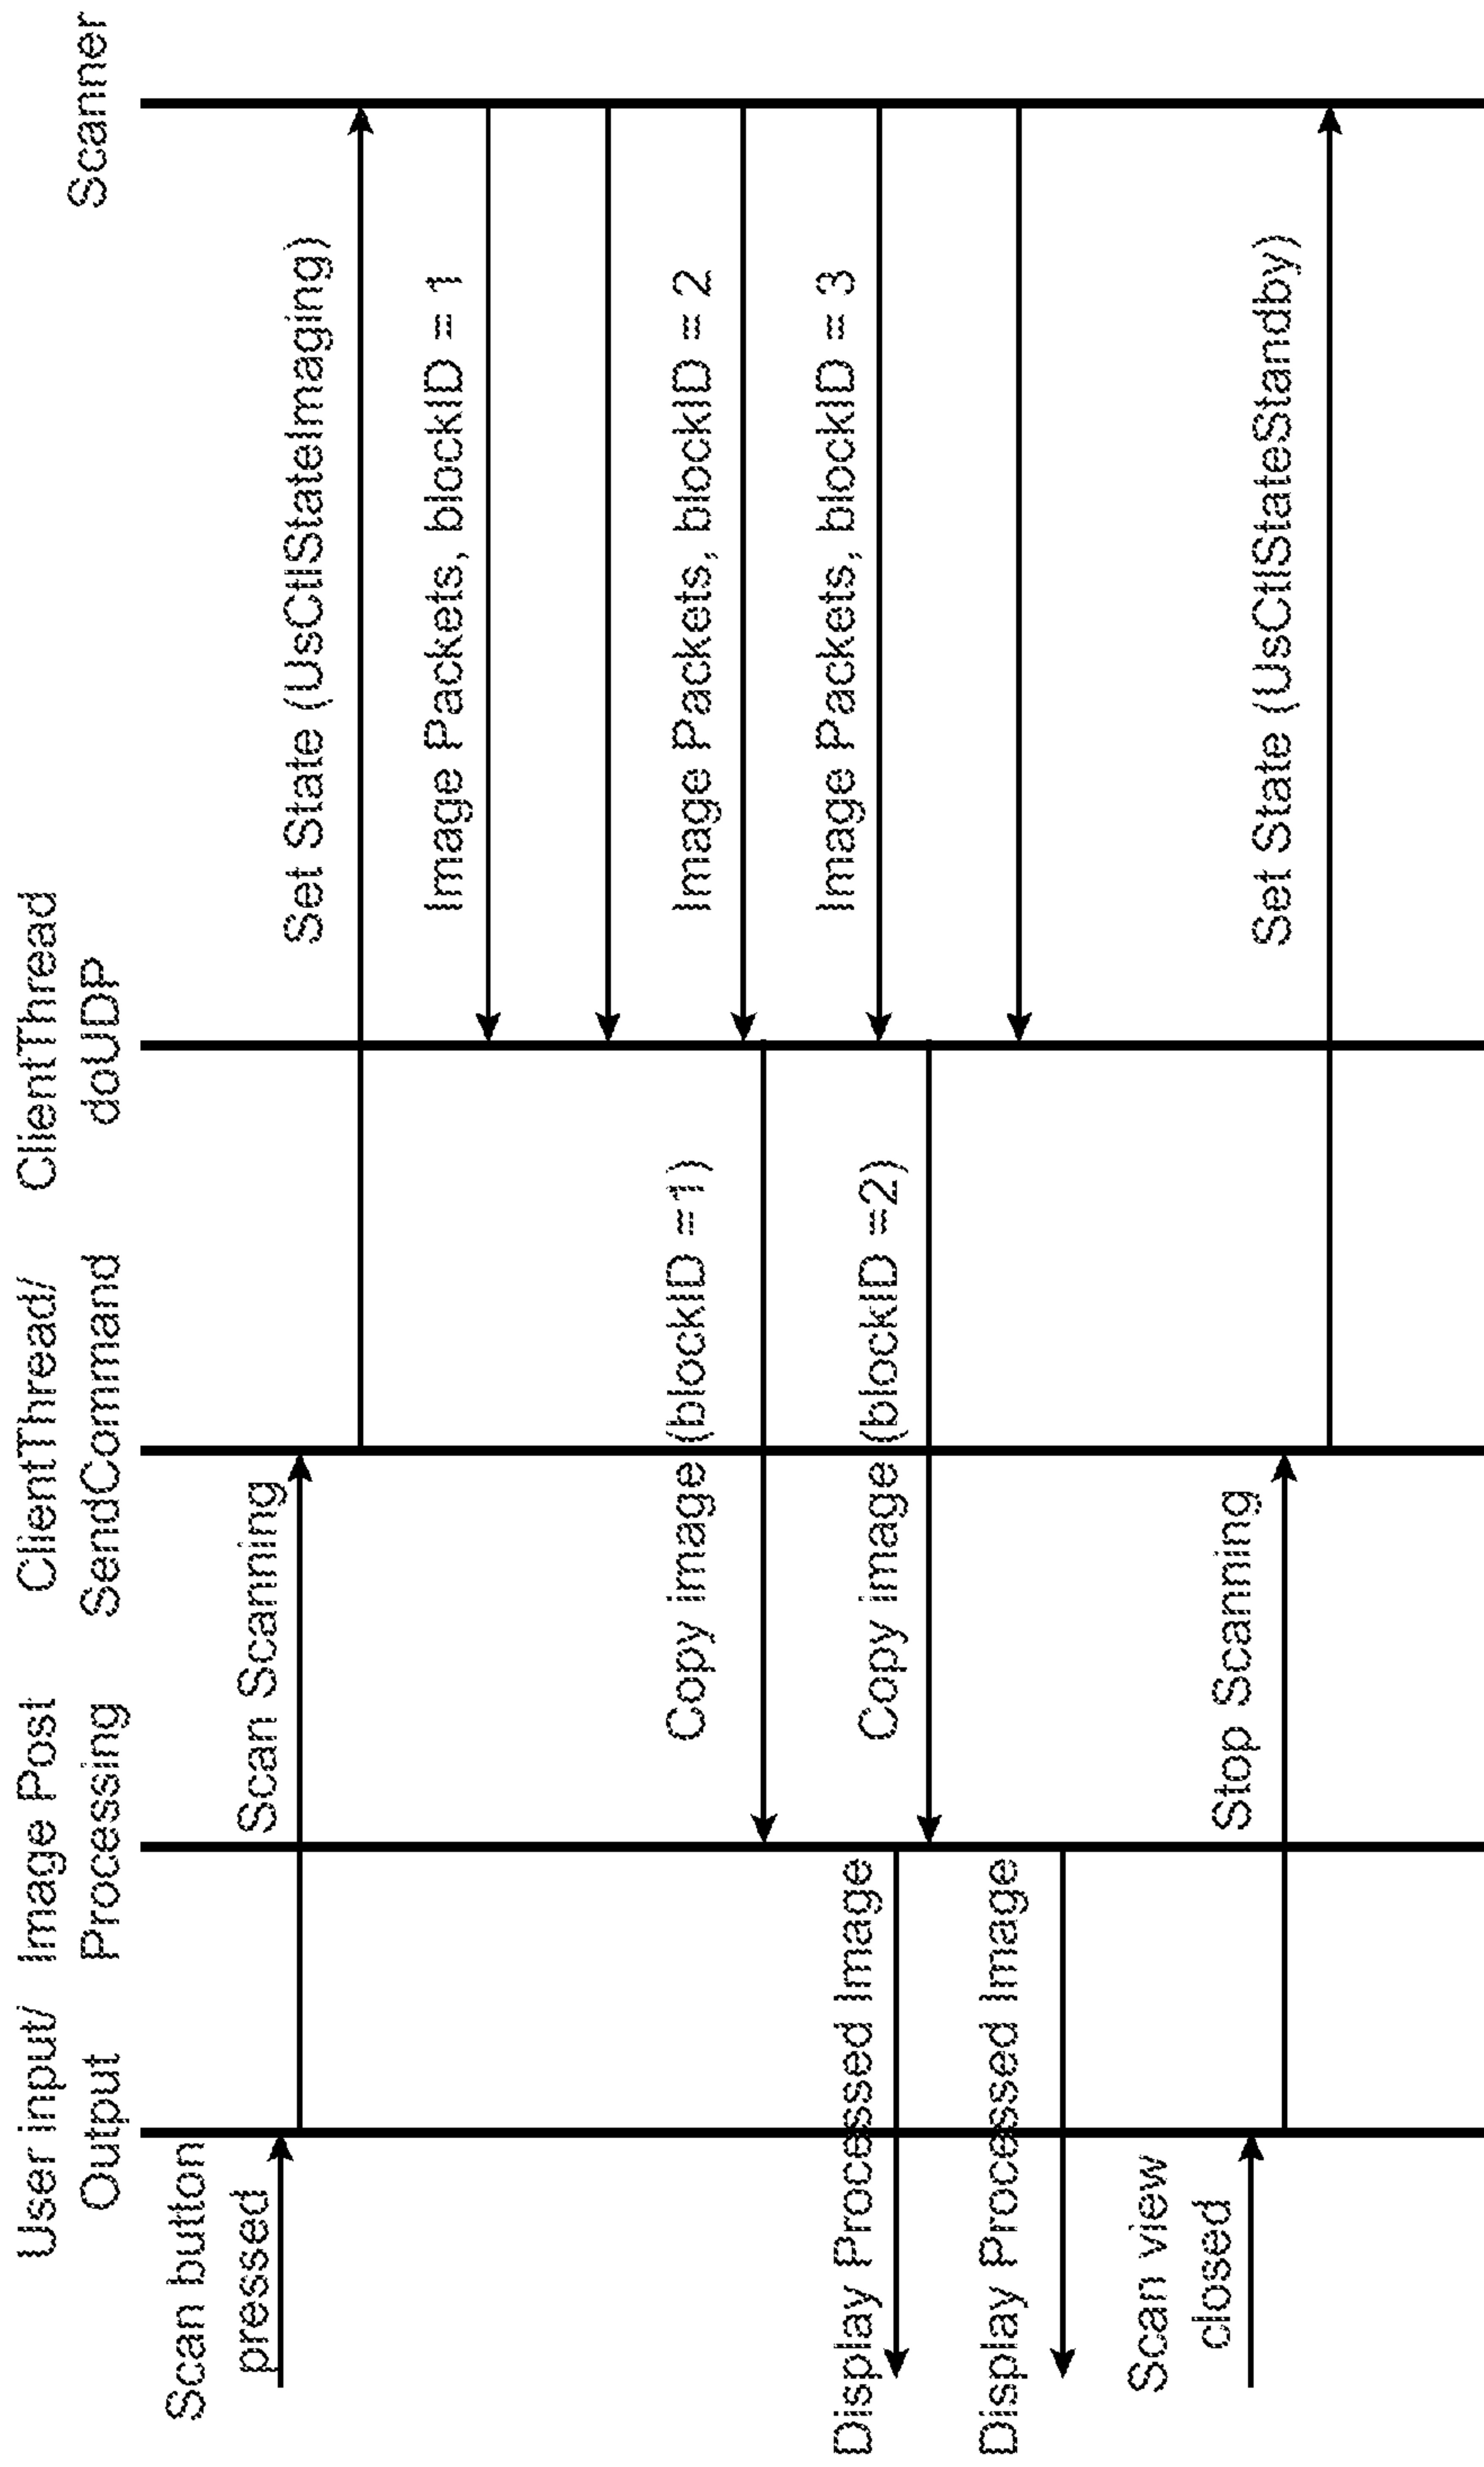 User input/
Output
Image Post
Processing
ClientThread/
SendCommand
ClientThread
doUDP
Scanner
Scan button
pressed
Scan Scanning
Set State (UsCtlStateImaging)
Image Packets, blockID = 1
Image Packets, blockID = 2
Copy image (blockID =1)
Image Packets, blockID = 3
Display Processed Image
Copy image (blockID =2)
Display Processed Image
Scan view
closed
Stop Scanning
Set State (UsCtlStateStandby)